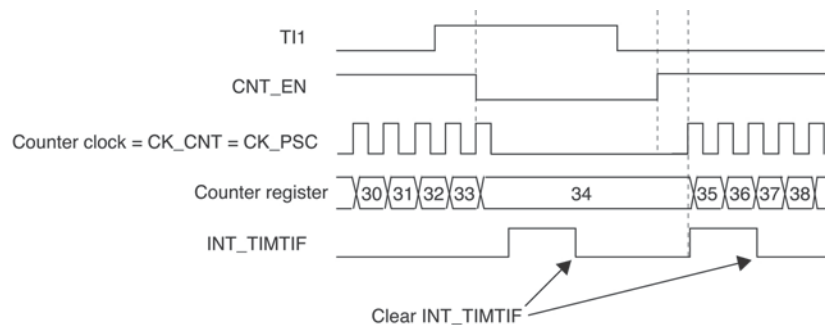 TI1
CNT_EN
Counter clock = CK_CNT = CK_PSC
Counter register 30 31 32 33 34 35 36 37 38
INT_TIMTIF
Clear INT_TIMTIF